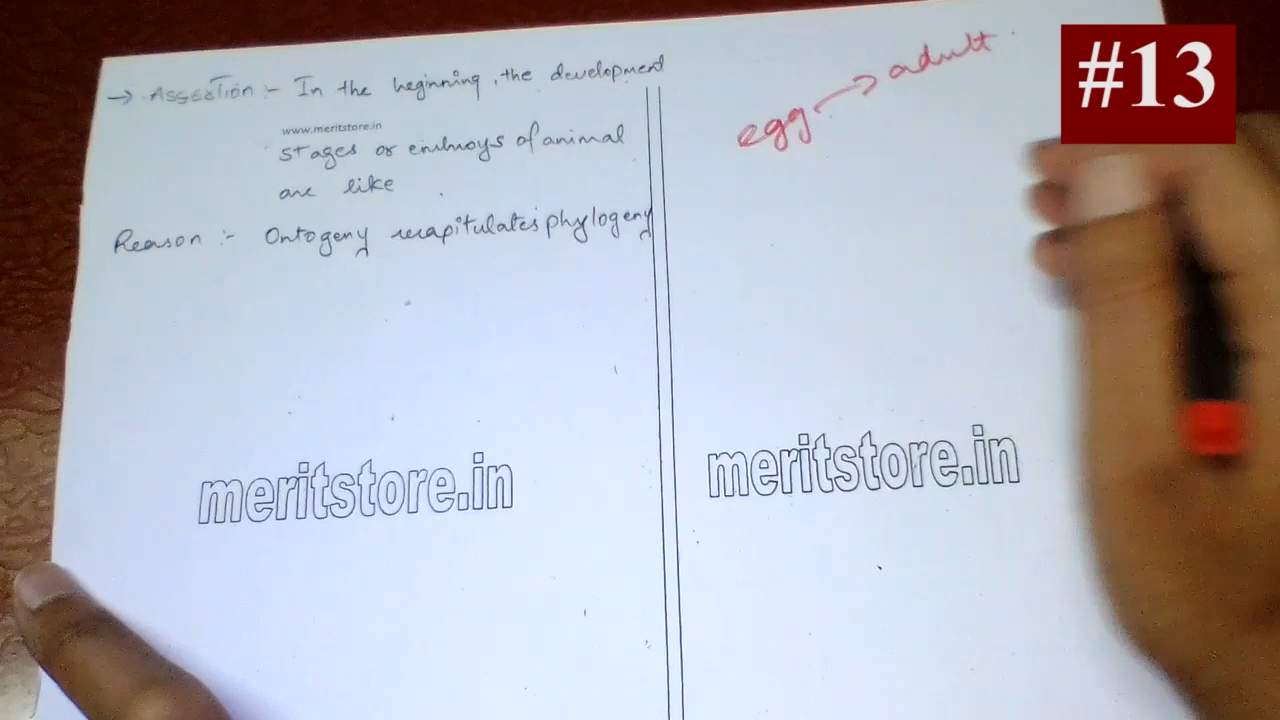 → Assertion :- In the beginning, the development
www.meritstore.in
stages or embroys of animal
are like
Reason :- Ontogeny recapitulates phylogeny
egg → adult
#13
meritstore.in
meritstore.in